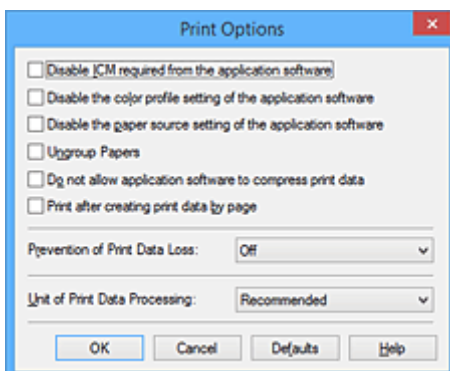 Print Options
Disable ICM required from the application software
Disable the color profile setting of the application software
Disable the paper source setting of the application software
Ungroup Papers
Do not allow application software to compress print data
Print after creating print data by page
Prevention of Print Data Loss: Off
Unit of Print Data Processing: Recommended
OK Cancel Defaults Help